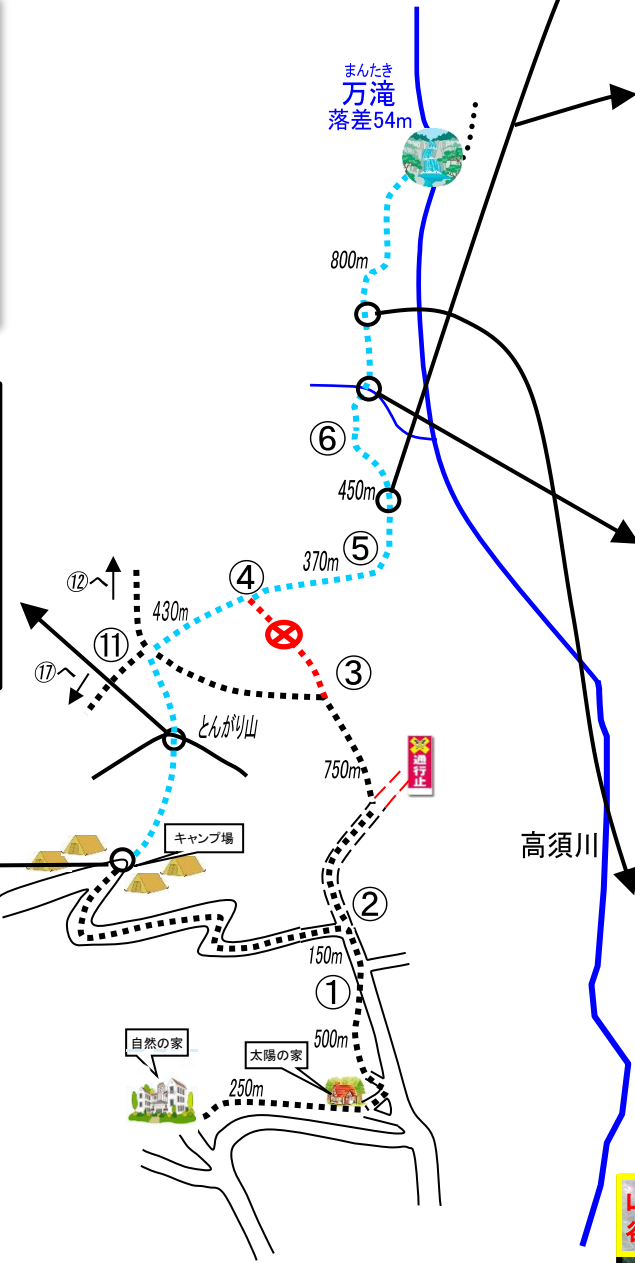 まんたき
万滝
落差54m
800m
⑥
450m
⑤
370m
④
⑫へ
430m
⑪
⑰へ
③
とんがり山
750m
通行止
キャンプ場
高須川
②
150m
①
自然の家
太陽の家
500m
250m